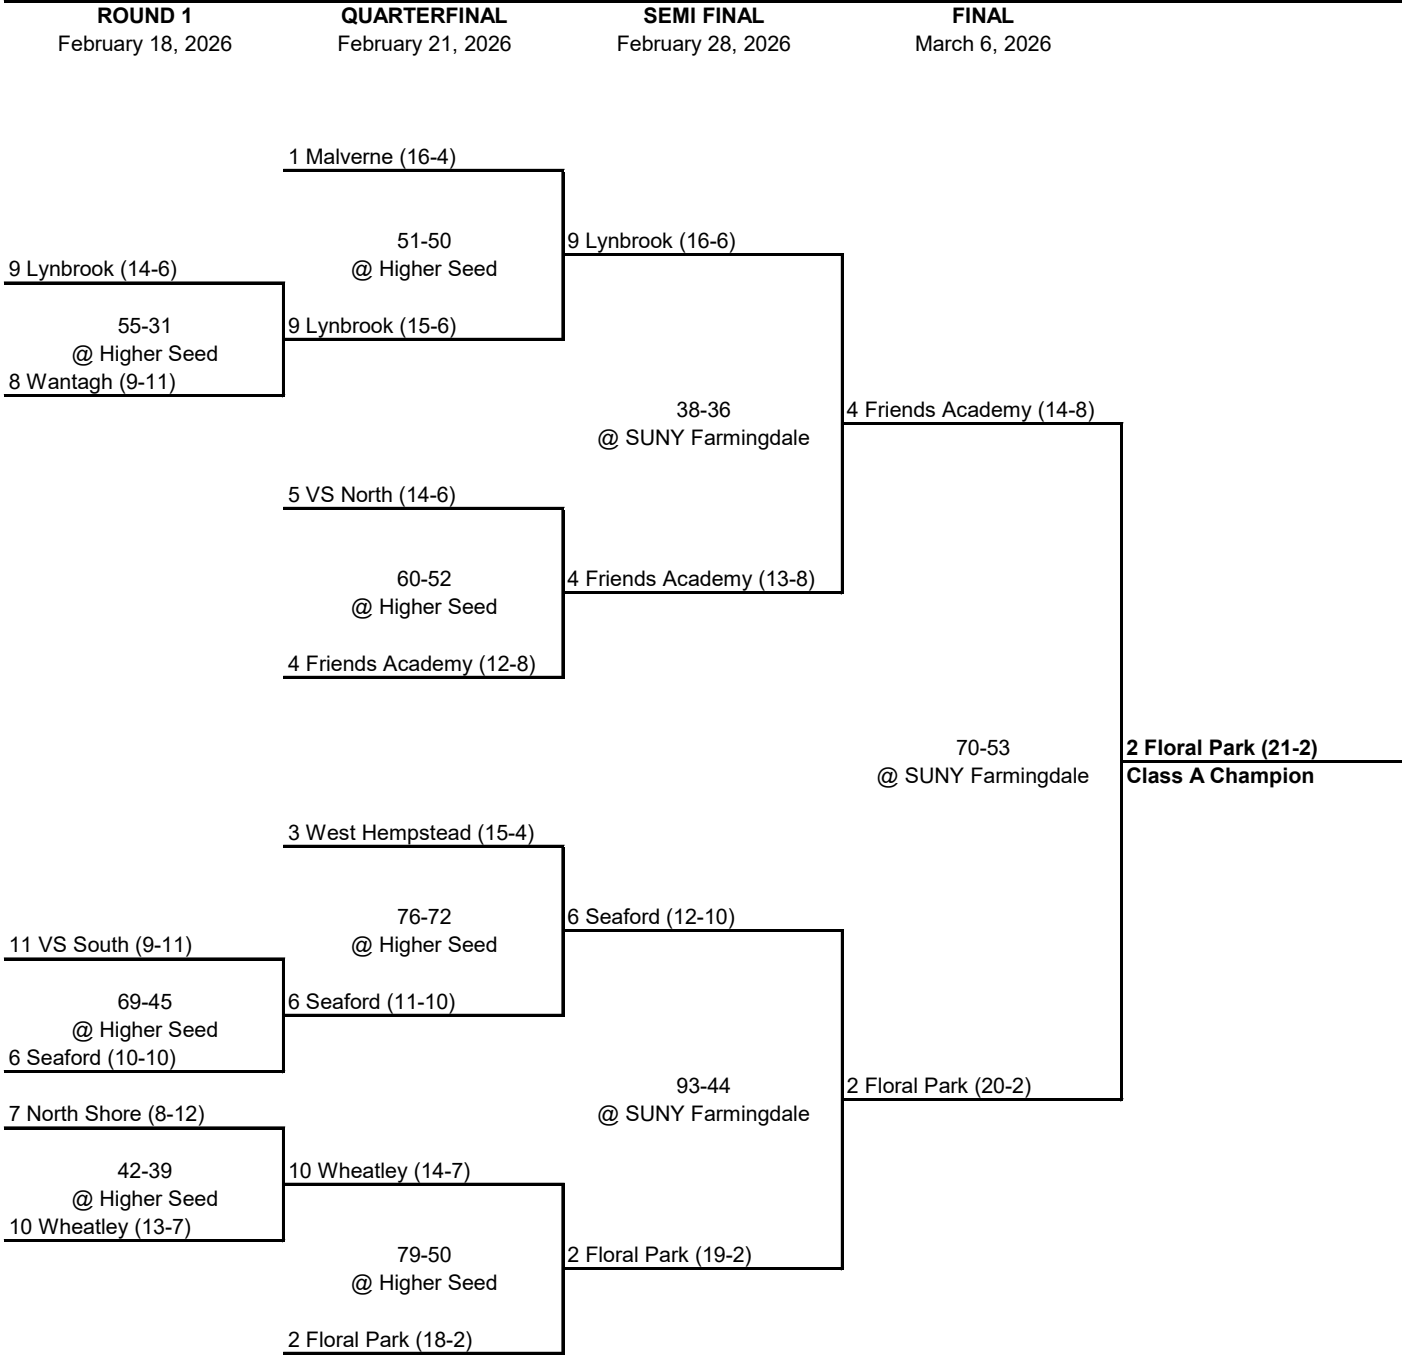 ROUND 1 QUARTERFINAL SEMI FINAL FINAL
February 18, 2026 February 21, 2026 February 28, 2026 March 6, 2026
1 Malverne (16-4)
51-50 9 Lynbrook (16-6)
9 Lynbrook (14-6) @ Higher Seed
55-31 9 Lynbrook (15-6)
@ Higher Seed
8 Wantagh (9-11)
38-36 4 Friends Academy (14-8)
@ SUNY Farmingdale
5 VS North (14-6)
60-52 4 Friends Academy (13-8)
@ Higher Seed
4 Friends Academy (12-8)
70-53 2 Floral Park (21-2)
@ SUNY Farmingdale Class A Champion
3 West Hempstead (15-4)
76-72 6 Seaford (12-10)
11 VS South (9-11) @ Higher Seed
69-45 6 Seaford (11-10)
@ Higher Seed
6 Seaford (10-10)
93-44 2 Floral Park (20-2)
7 North Shore (8-12) @ SUNY Farmingdale
42-39 10 Wheatley (14-7)
@ Higher Seed
10 Wheatley (13-7)
79-50 2 Floral Park (19-2)
@ Higher Seed
2 Floral Park (18-2)